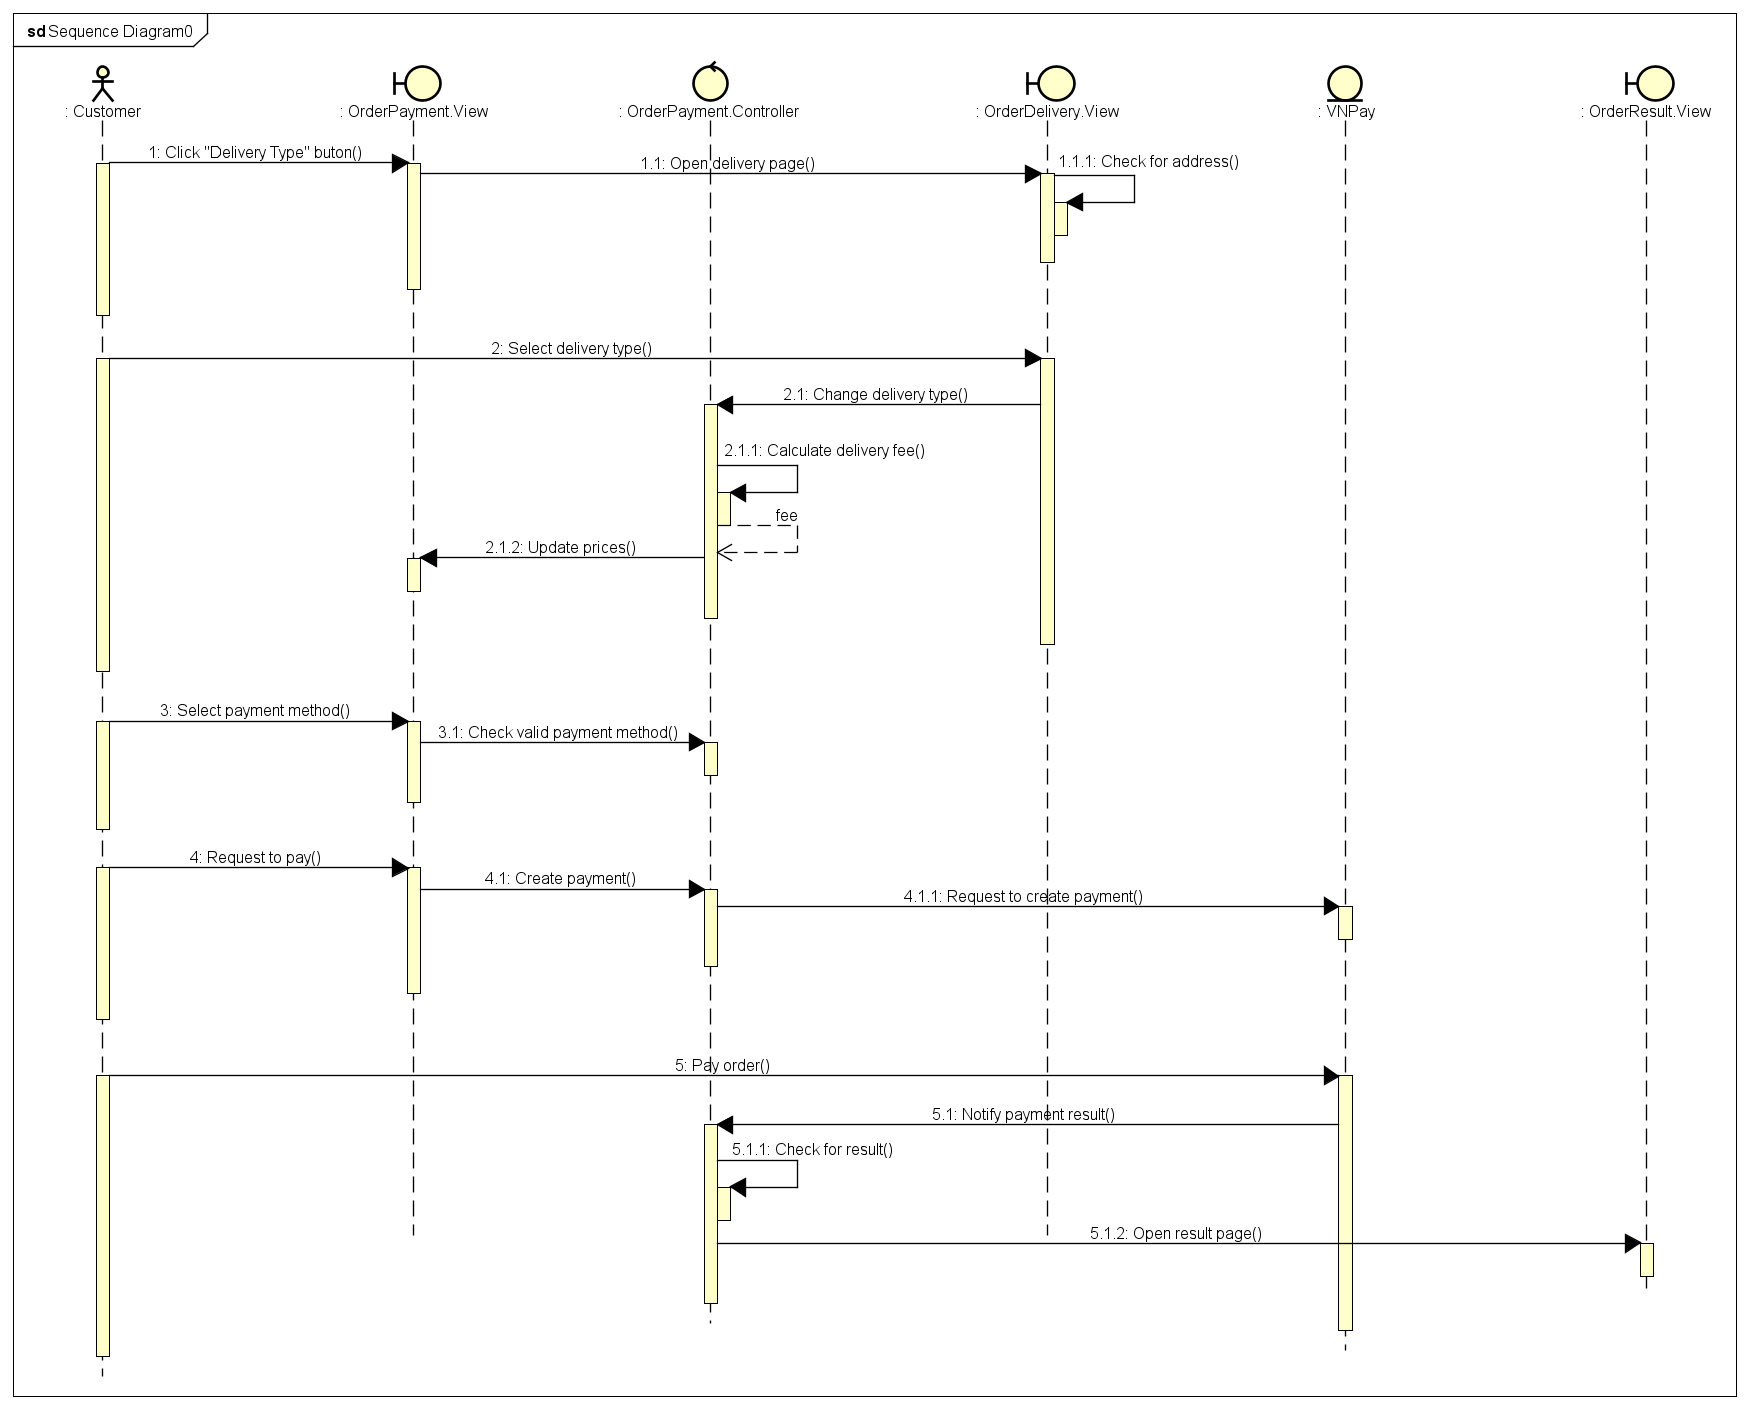 sd Sequence Diagram0
: Customer
: OrderPayment.View
: OrderPayment.Controller
: OrderDelivery.View
: VNPay
: OrderResult.View
1: Click "Delivery Type" buton()
1.1: Open delivery page()
1.1.1: Check for address()
2: Select delivery type()
2.1: Change delivery type()
2.1.1: Calculate delivery fee()
fee
2.1.2: Update prices()
3: Select payment method()
3.1: Check valid payment method()
4: Request to pay()
4.1: Create payment()
4.1.1: Request to create payment()
5: Pay order()
5.1: Notify payment result()
5.1.1: Check for result()
5.1.2: Open result page()